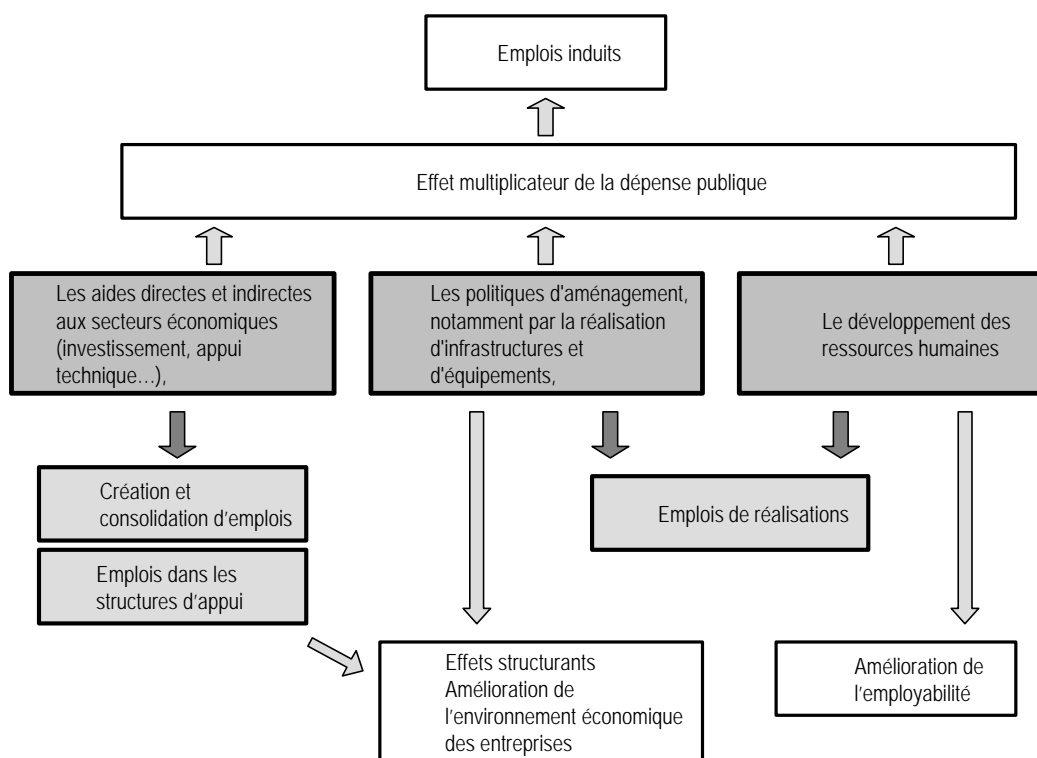 Emplois induits
Effet multiplicateur de la dépense publique
Les aides directes et indirectes
aux secteurs économiques
(investissement, appui
technique…),
Les politiques d'aménagement,
notamment par la réalisation
d'infrastructures et
d'équipements,
Le développement des
ressources humaines
Création et
consolidation d'emplois
Emplois de réalisations
Emplois dans les
structures d'appui
Effets structurants
Amélioration de
l'environnement économique
des entreprises
Amélioration de
l'employabilité